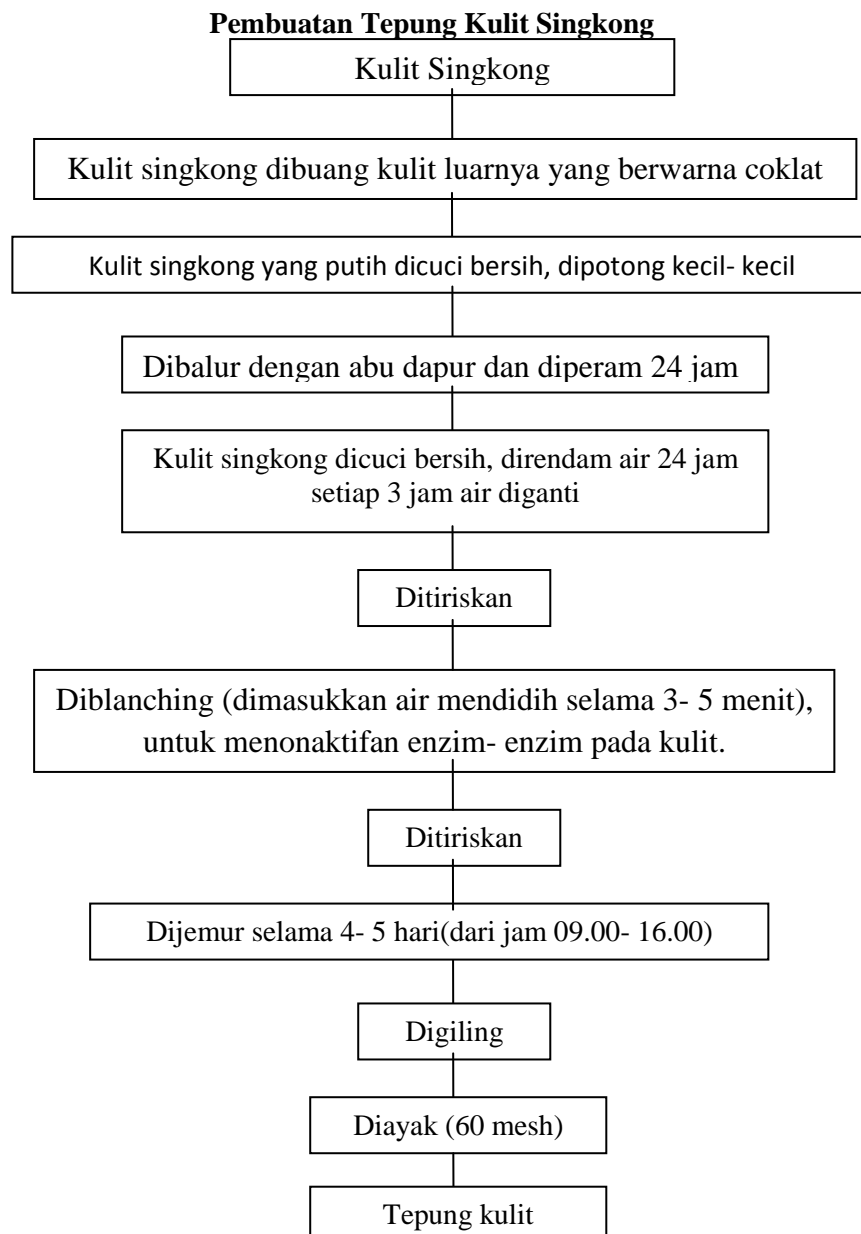 Pembuatan Tepung Kulit Singkong
Kulit Singkong
Kulit singkong dibuang kulit luarnya yang berwarna coklat
Kulit singkong yang putih dicuci bersih, dipotong kecil- kecil
Dibalur dengan abu dapur dan diperam 24 jam
Kulit singkong dicuci bersih, direndam air 24 jam
setiap 3 jam air diganti
Ditiriskan
Diblanching (dimasukkan air mendidih selama 3- 5 menit),
untuk menonaktifan enzim- enzim pada kulit.
Ditiriskan
Dijemur selama 4- 5 hari(dari jam 09.00- 16.00)
Digiling
Diayak (60 mesh)
Tepung kulit